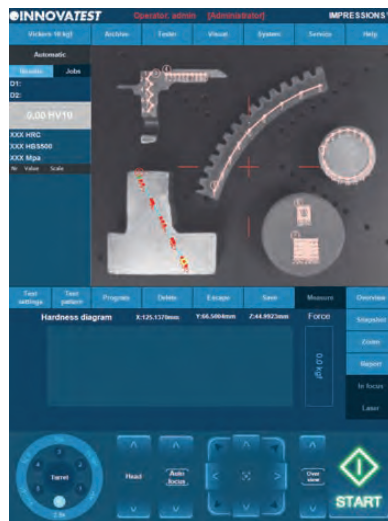 INNOVATEST Operator, admin [Administrator] IMPRESSIONS
Vickers 10 kgf Archive Tester Visual System Service Help
Automatic
Results Jobs
D1:
D2:
0.00 HV10
XXX HRC
XXX HBS500
XXX Mpa
Nr Value Scale
Test settings Test pattern Program Delete Escape Save Measure Overview
Hardness diagram X:125.1370mm Y:66.5004mm Z:44.9923mm Force
Snapshot
Zoom
Report
In focus
Laser
0.0 kgf
Turret
Head
Auto focus
Over view
START